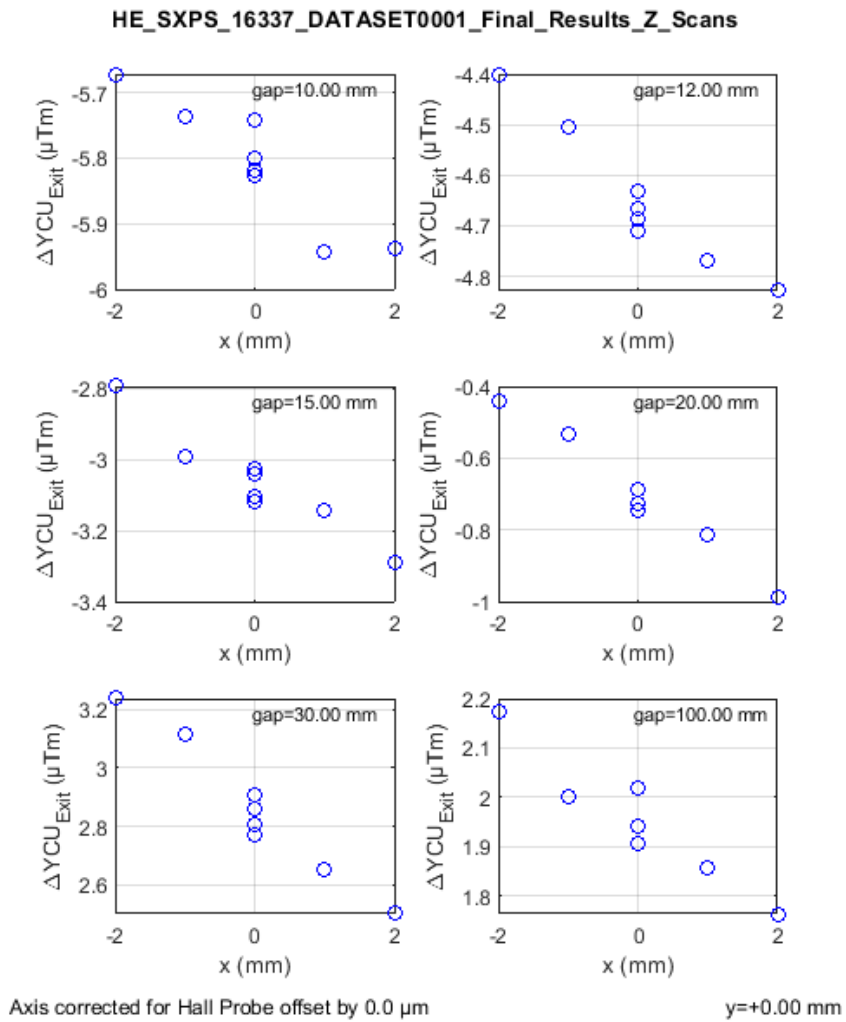 HE_SXPS_16337_DATASET0001_Final_Results_Z_Scans
gap=10.00 mm
-5.7
-5.8
-5.9
-6
-2
0
2
x (mm)
ΔYCU_Exit (µTm)
gap=12.00 mm
-4.4
-4.5
-4.6
-4.7
-4.8
-2
0
2
x (mm)
ΔYCU_Exit (µTm)
gap=15.00 mm
-2.8
-3
-3.2
-3.4
-2
0
2
x (mm)
ΔYCU_Exit (µTm)
gap=20.00 mm
-0.4
-0.6
-0.8
-1
-2
0
2
x (mm)
ΔYCU_Exit (µTm)
gap=30.00 mm
3.2
3
2.8
2.6
-2
0
2
x (mm)
ΔYCU_Exit (µTm)
gap=100.00 mm
2.2
2.1
2
1.9
1.8
-2
0
2
x (mm)
ΔYCU_Exit (µTm)
Axis corrected for Hall Probe offset by 0.0 µm
y=+0.00 mm